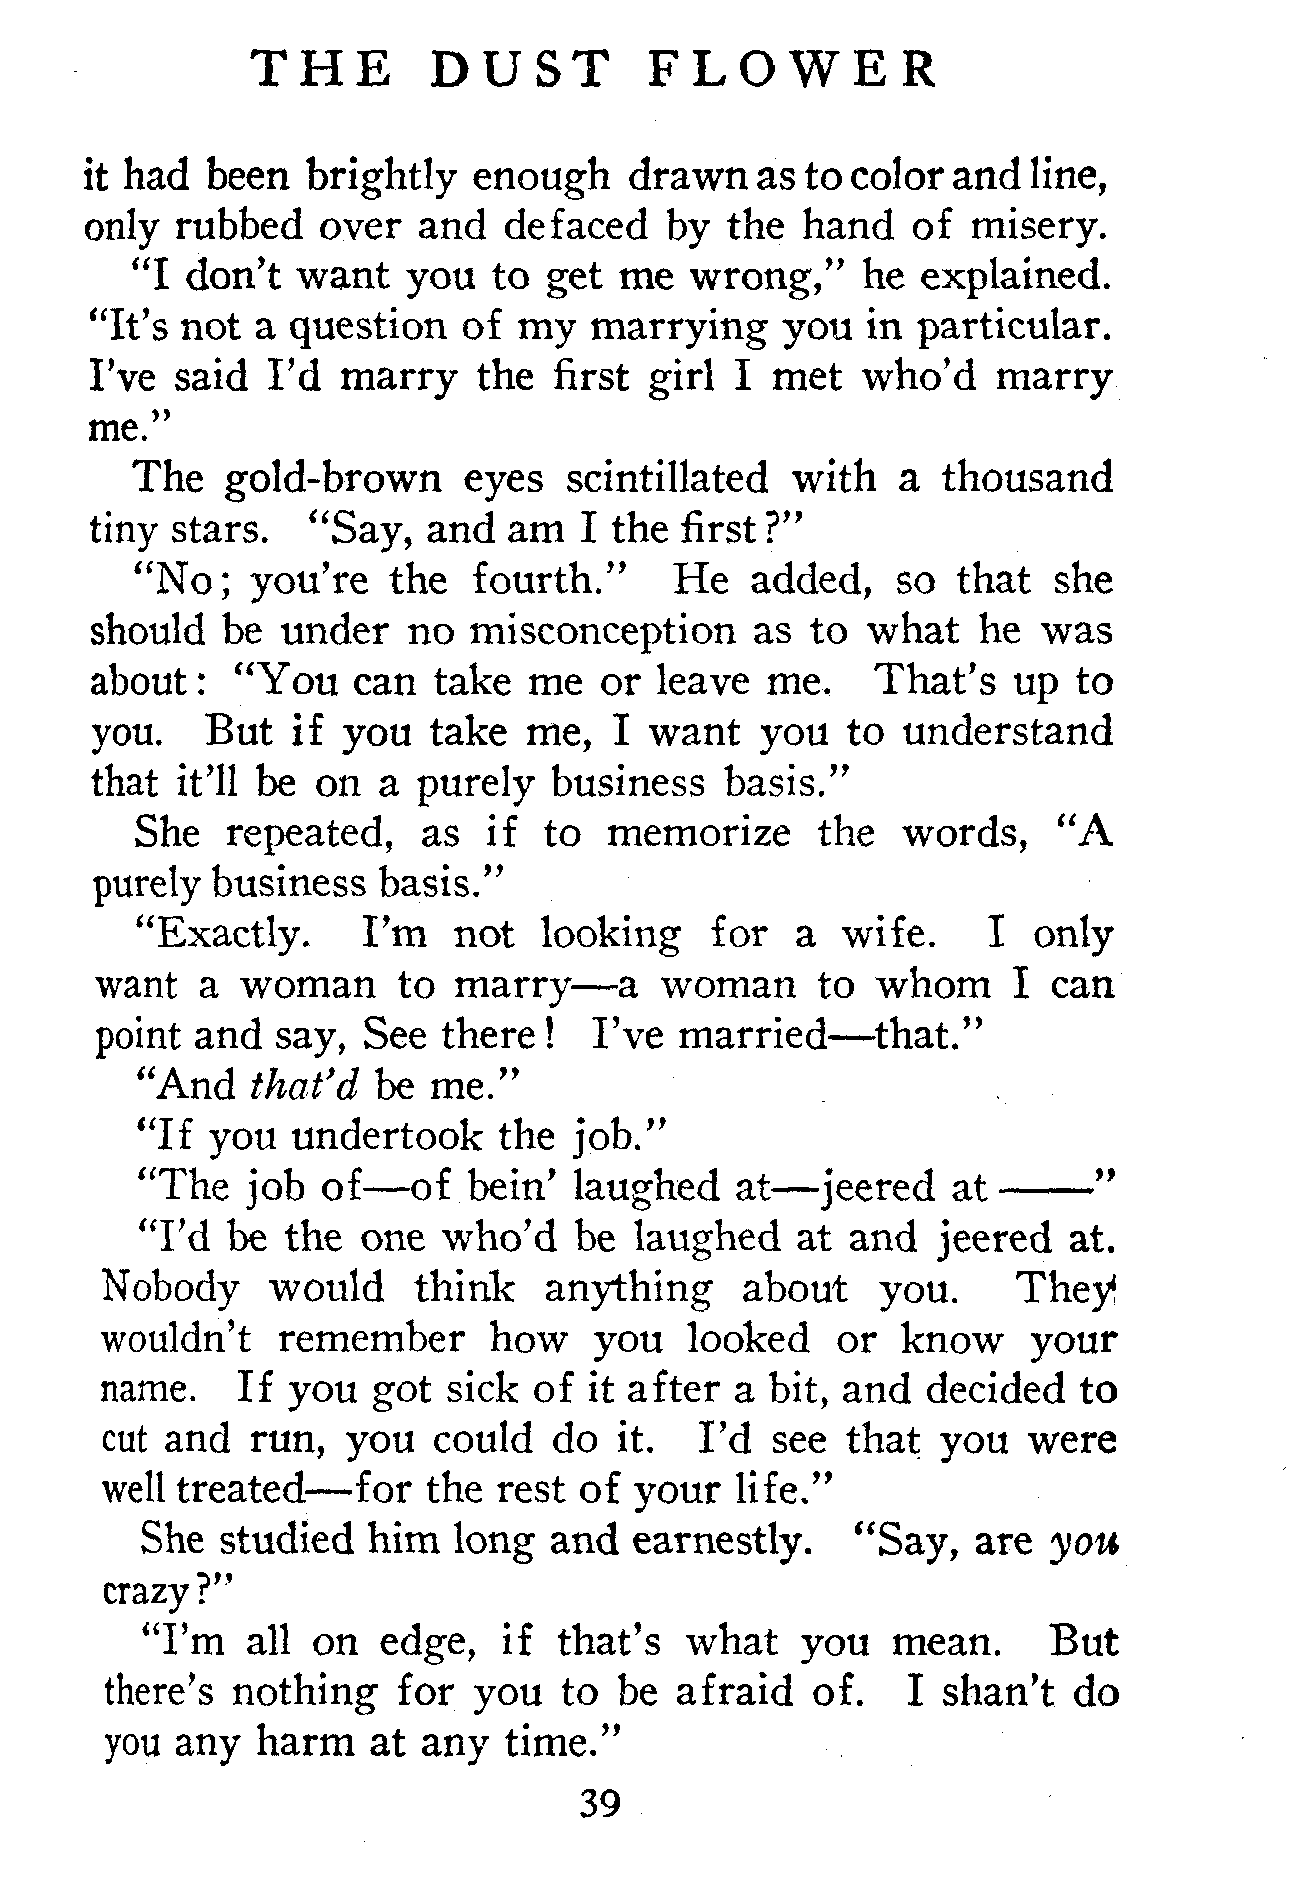 THE DUST FLOWER
it had been brightly enough drawn as to color and line,
only rubbed over and defaced by the hand of misery.
"I don't want you to get me wrong," he explained.
"It's not a question of my marrying you in particular.
I've said I'd marry the first girl I met who'd marry
me."
The gold-brown eyes scintillated with a thousand
tiny stars. "Say, and am I the first?"
"No; you're the fourth." He added, so that she
should be under no misconception as to what he was
about: "You can take me or leave me. That's up to
you. But if you take me, I want you to understand
that it'll be on a purely business basis."
She repeated, as if to memorize the words, "A
purely business basis."
"Exactly. I'm not looking for a wife. I only
want a woman to marry—a woman to whom I can
point and say, See there! I've married—that."
"And that'd be me."
"If you undertook the job."
"The job of—of bein' laughed at—jeered at ——"
"I'd be the one who'd be laughed at and jeered at.
Nobody would think anything about you. They
wouldn't remember how you looked or know your
name. If you got sick of it after a bit, and decided to
cut and run, you could do it. I'd see that you were
well treated—for the rest of your life."
She studied him long and earnestly. "Say, are you
crazy?"
"I'm all on edge, if that's what you mean. But
there's nothing for you to be afraid of. I shan't do
you any harm at any time."
39